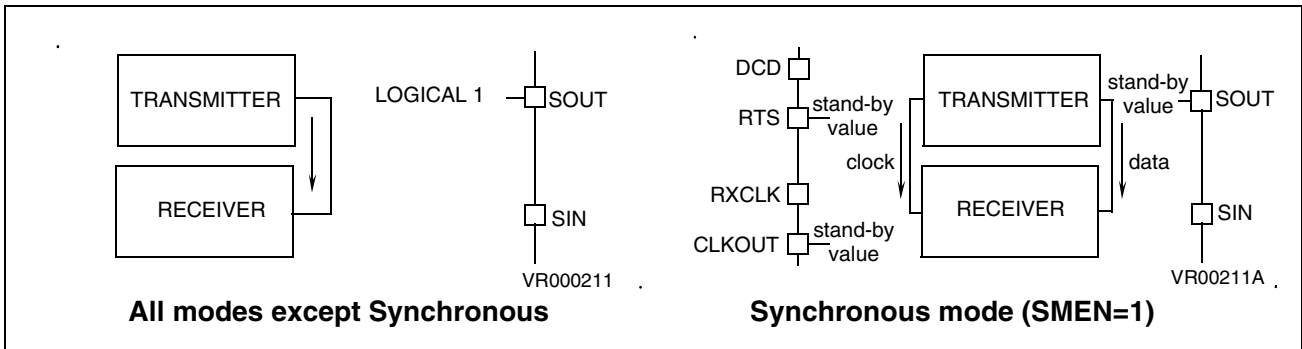 TRANSMITTER
RECEIVER
LOGICAL 1
SOUT
SIN
VR000211
All modes except Synchronous
DCD
RTS
stand-by
value
clock
RXCLK
CLKOUT
stand-by
value
TRANSMITTER
RECEIVER
data
stand-by
value
SOUT
SIN
VR00211A
Synchronous mode (SMEN=1)